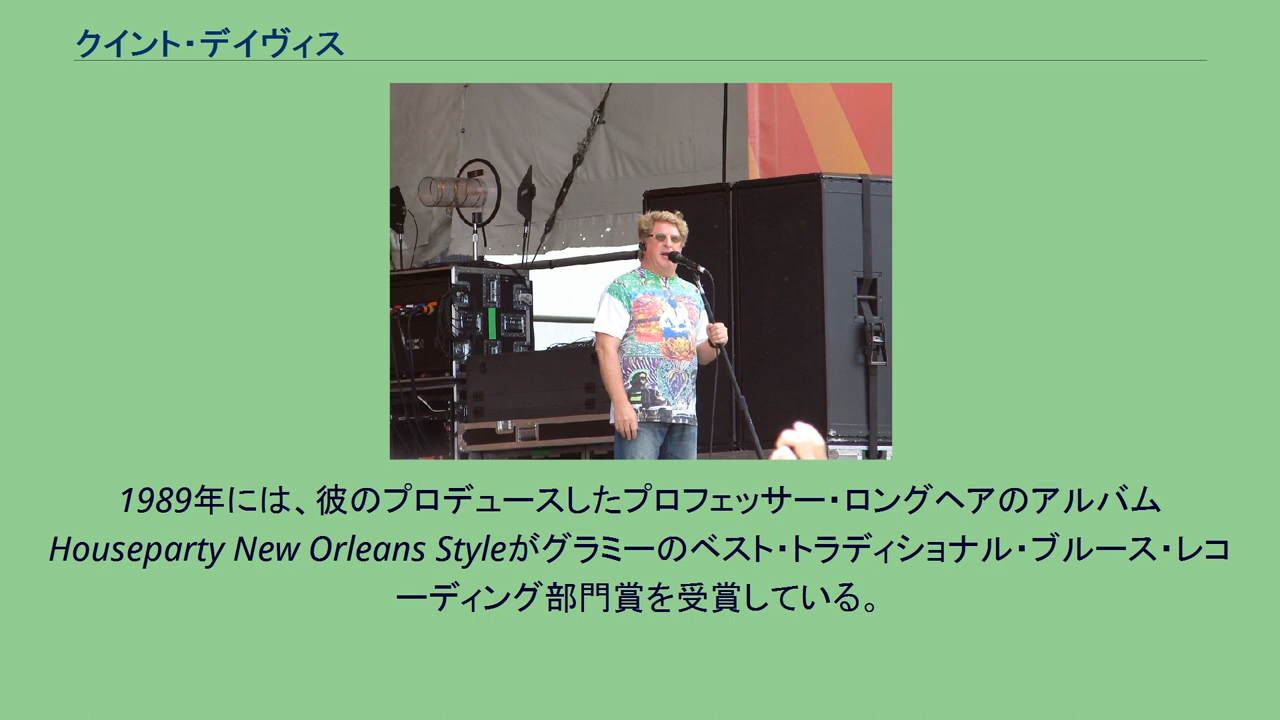 クイント・デイヴィス
1989年には、彼のプロデュースしたプロフェッサー・ロングヘアのアルバム
Houseparty New Orleans Styleがグラミーのベスト・トラディショナル・ブルース・レコ
ーディング部門賞を受賞している。